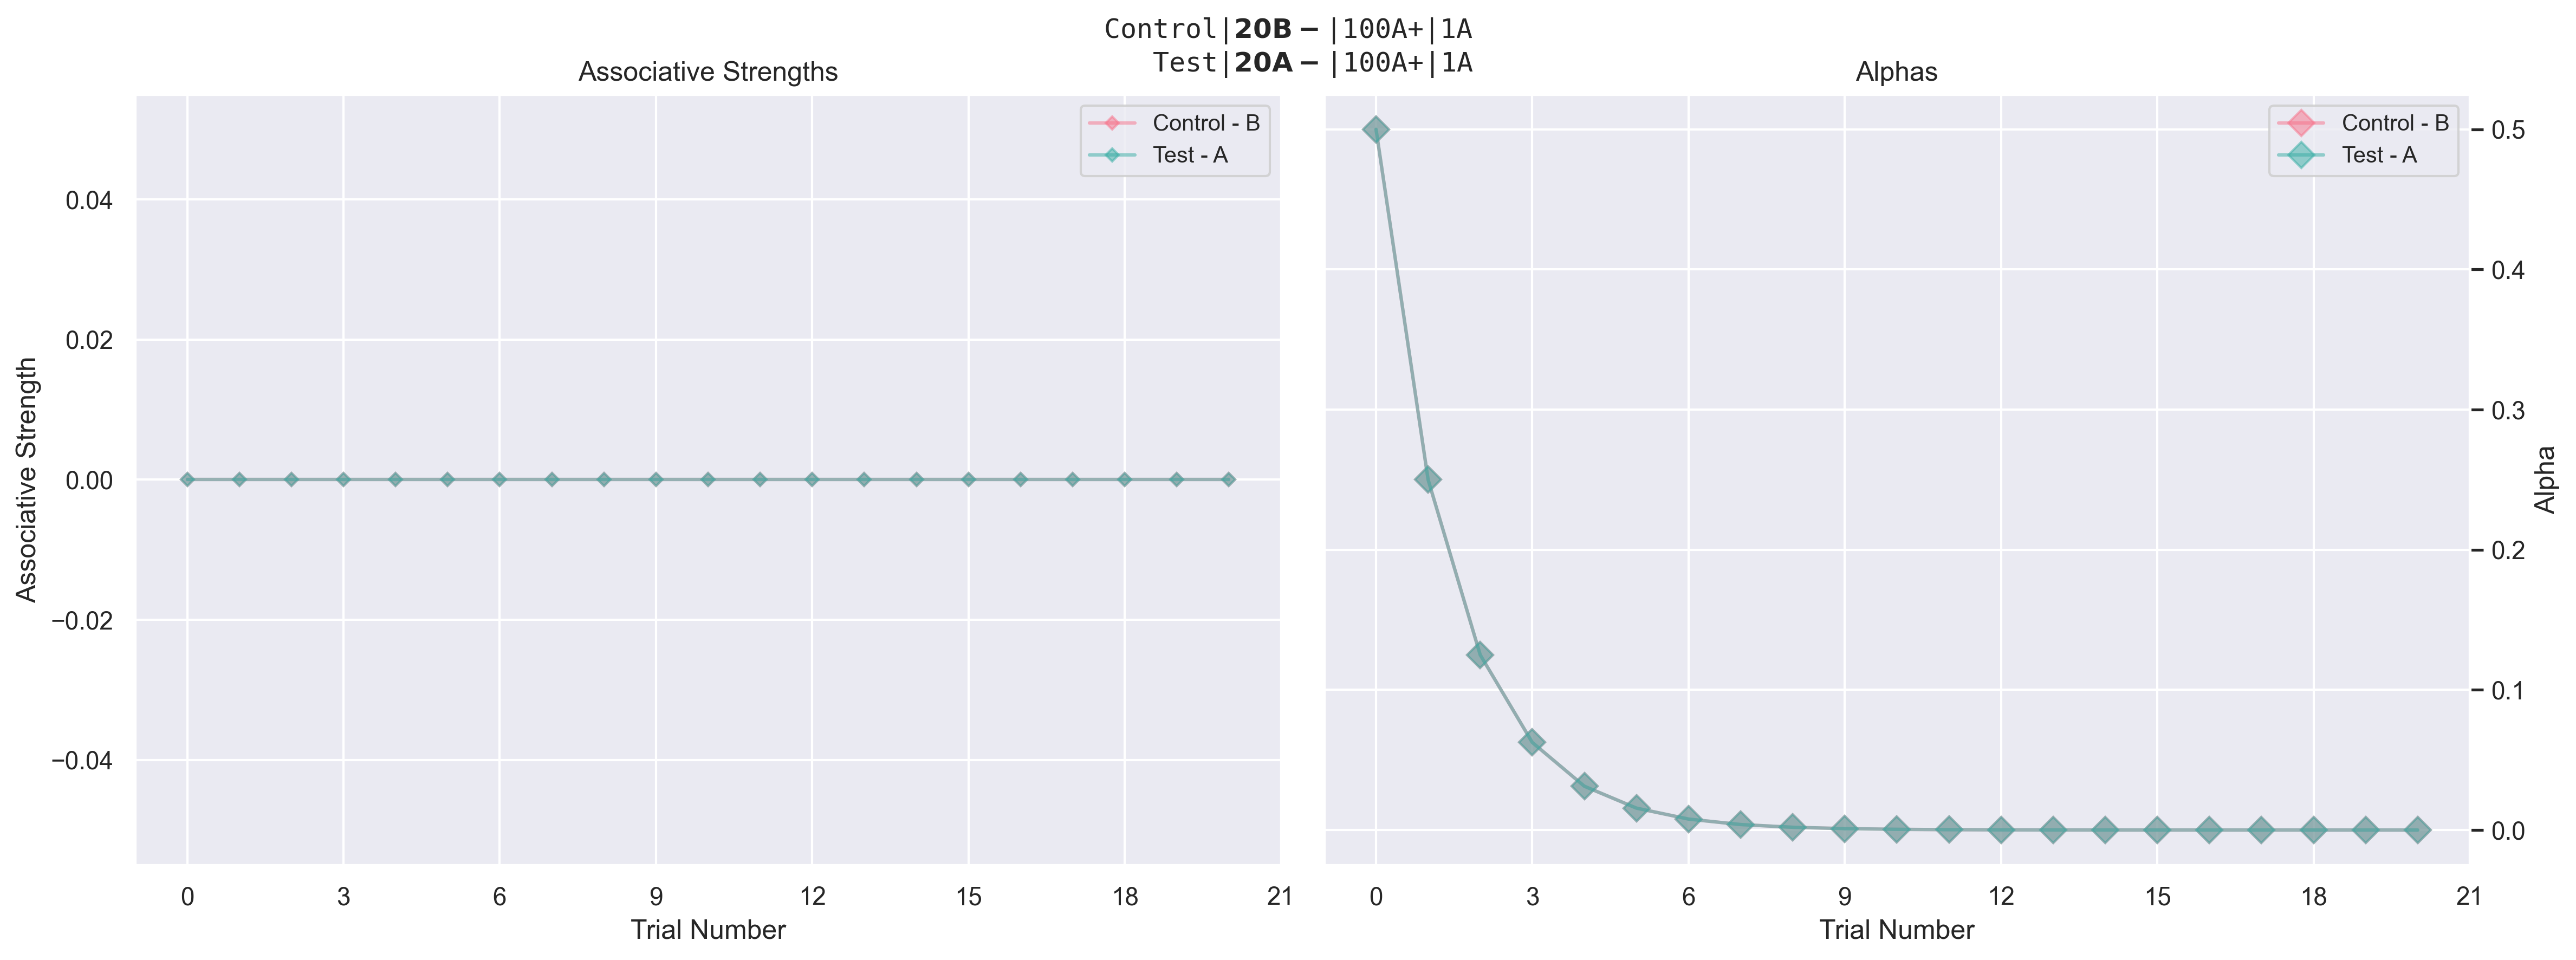 Control|20B−|100A+|1A
Test|20A−|100A+|1A
Associative Strengths
Control - B
Test - A
0.04
0.02
0.00
−0.02
−0.04
Associative Strength
0 3 6 9 12 15 18 21
Trial Number
Alphas
Control - B
Test - A
0.5
0.4
0.3
0.2
0.1
0.0
Alpha
0 3 6 9 12 15 18 21
Trial Number